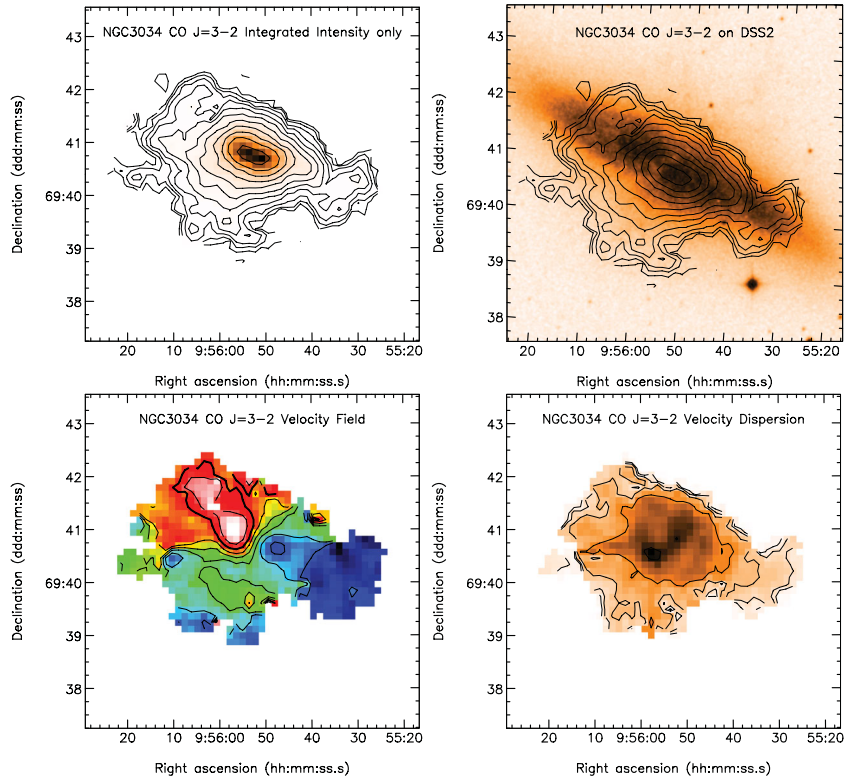 NGC3034 CO J=3-2 Integrated Intensity only
43
42
41
69:40
39
38
Declination (ddd:mm:ss)
20 10 9:56:00 50 40 30 55:20
Right ascension (hh:mm:ss.s)
NGC3034 CO J=3-2 on DSS2
43
42
41
69:40
39
38
Declination (ddd:mm:ss)
20 10 9:56:00 50 40 30 55:20
Right ascension (hh:mm:ss.s)
NGC3034 CO J=3-2 Velocity Field
43
42
41
69:40
39
38
Declination (ddd:mm:ss)
20 10 9:56:00 50 40 30 55:20
Right ascension (hh:mm:ss.s)
NGC3034 CO J=3-2 Velocity Dispersion
43
42
41
69:40
39
38
Declination (ddd:mm:ss)
20 10 9:56:00 50 40 30 55:20
Right ascension (hh:mm:ss.s)